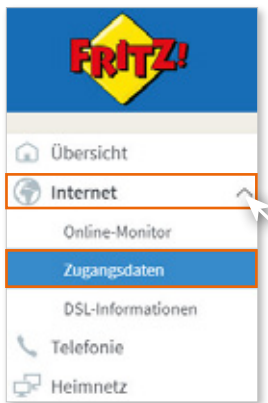 FRITZ!
Übersicht
Internet
Online-Monitor
Zugangsdaten
DSL-Informationen
Telefonie
Heimnetz